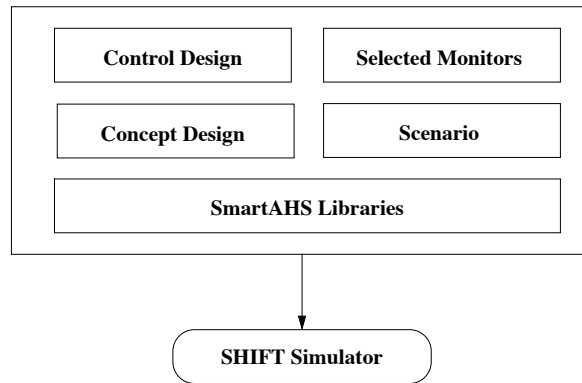 Control Design
Selected Monitors
Concept Design
Scenario
SmartAHS Libraries
SHIFT Simulator